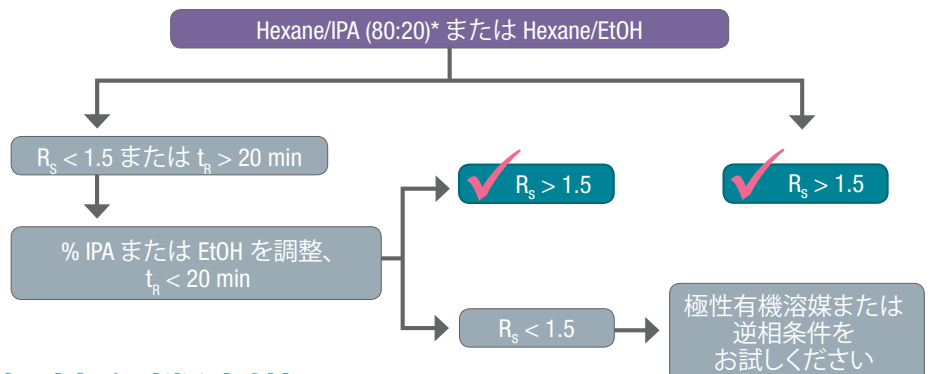 Hexane/IPA (80:20)* または Hexane/EtOH
Rs < 1.5 または tR > 20 min
Rs > 1.5
Rs > 1.5
% IPA または EtOH を調整、
tR < 20 min
Rs < 1.5
極性有機溶媒または
逆相条件を
お試しください